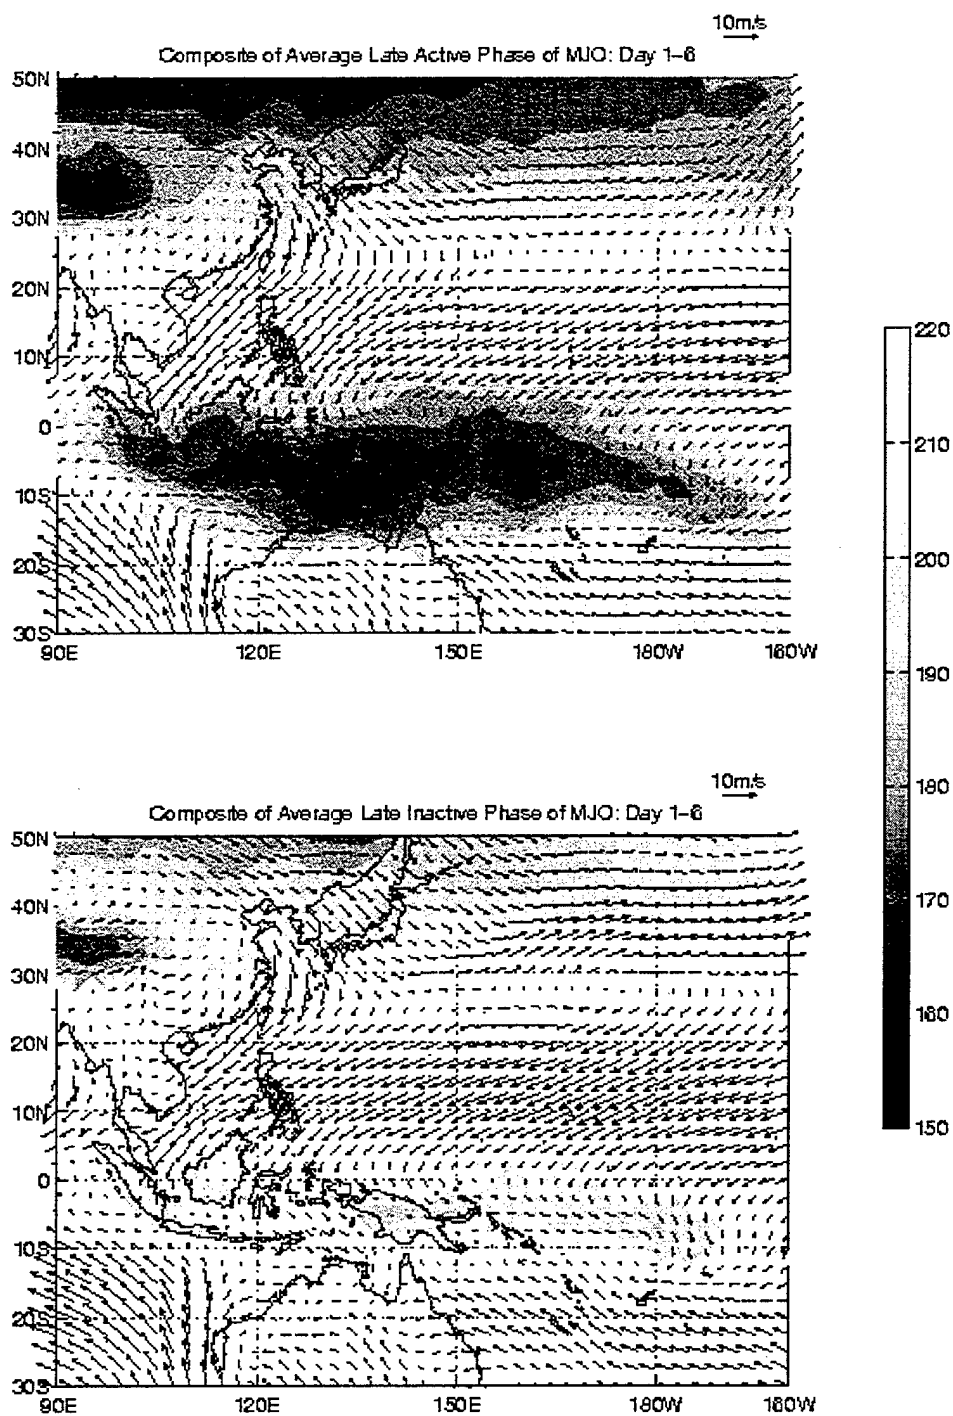 10m/s
Composite of Average Late Active Phase of MJO: Day 1-6
50N
40N
30N
20N
10N
0
10S
20S
30S
90E 120E 150E 180W 160W
220
210
200
190
180
170
160
150
10m/s
Composite of Average Late Inactive Phase of MJO: Day 1-6
50N
40N
30N
20N
10N
0
10S
20S
30S
90E 120E 150E 180W 160W